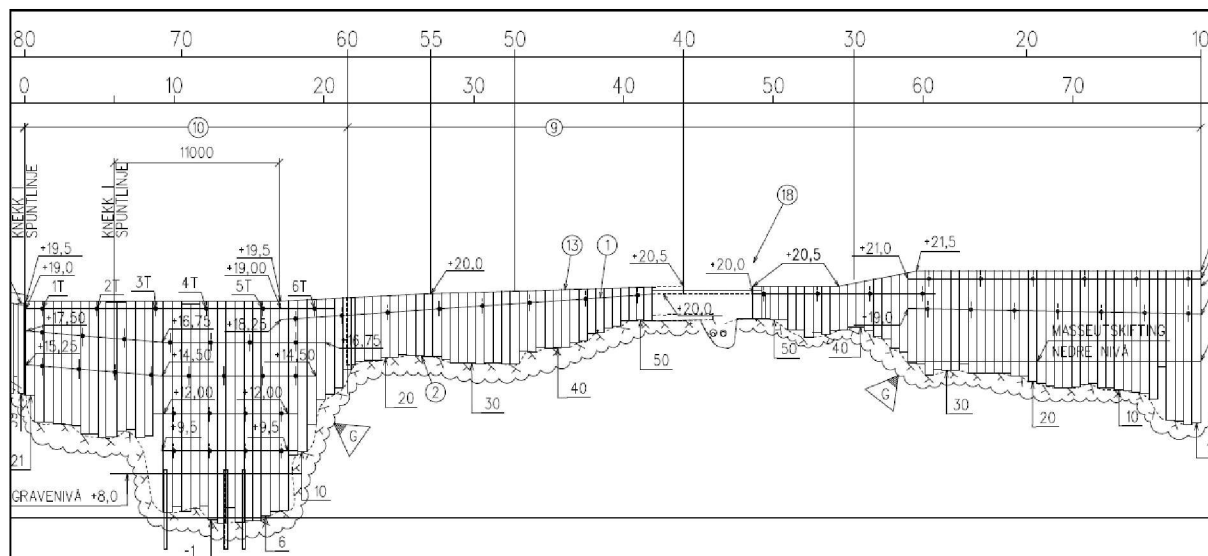 80 70 60 55 50 40 30 20 10
0 10 20 30 40 50 60 70
10 9
11000
KNEKK I
SPUNTLINJE
KNEKK I
SPUNTLINJE
18
+19,5 +19,5 13 1 +20,5 +20,5 +21,0 +21,5
+19,0 +19,00 +20,0 +20,0
1T 2T 3T 4T 5T 6T
+17,50 +16,75 +18,25 +16,75 +20,0 +19,0
MASSEUTSKIFTING
NEDRE NIVÅ
+15,25 +14,50 +14,50 50 50 40
2 40
+12,00 +12,00 20 30 G 30 20 10
+9,5 +9,5 G
21 10
GRAVENIVÅ +8,0
-1 6